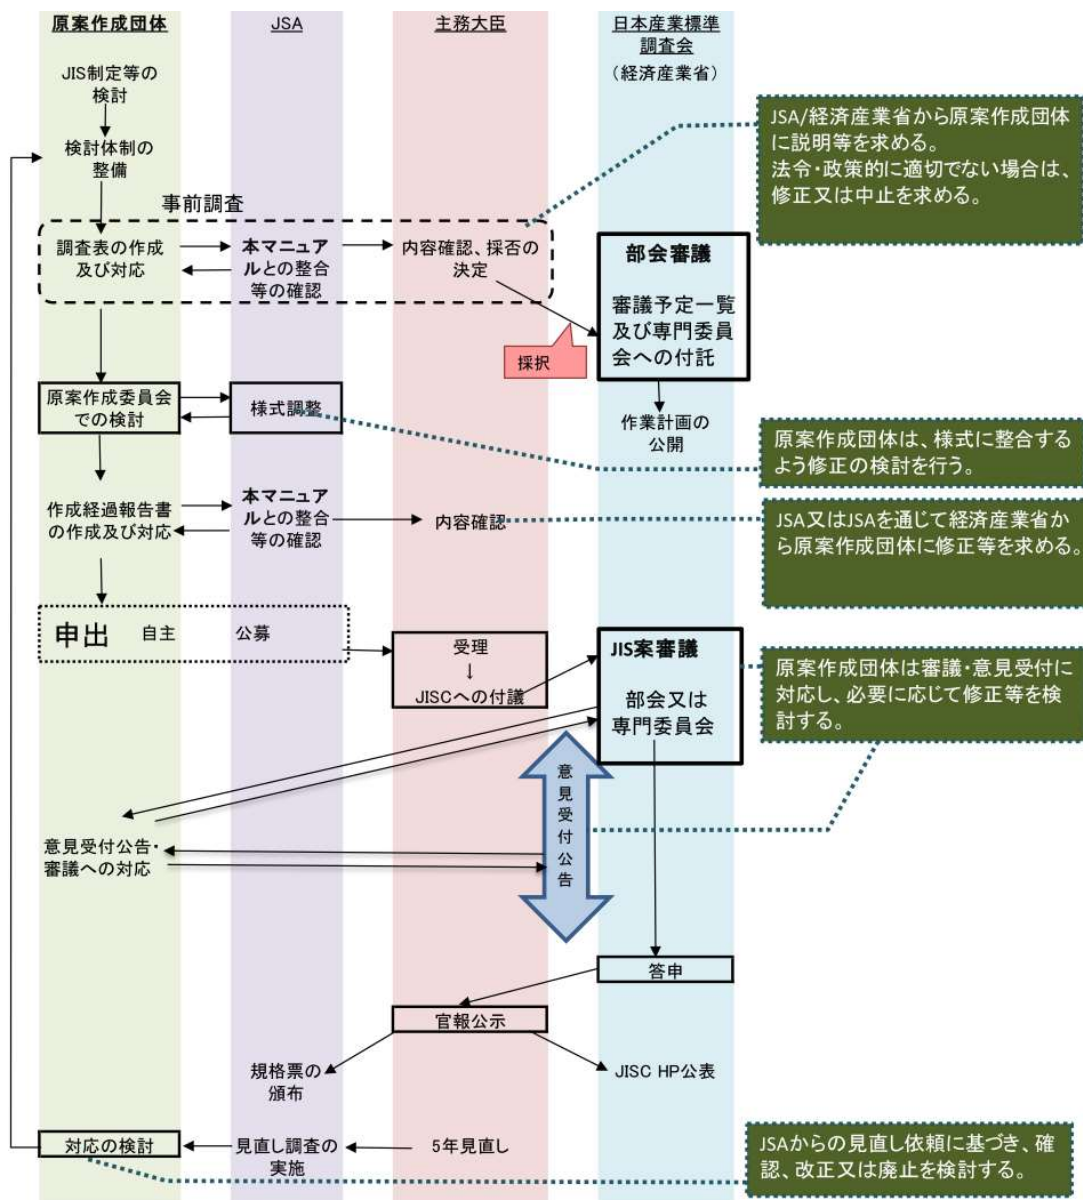 原案作成団体
JSA
主務大臣
日本産業標準
調査会
（経済産業省）
JIS制定等の
検討
検討体制の
整備
JSA/経済産業省から原案作成団体
に説明等を求める。
法令・政策的に適切でない場合は、
修正又は中止を求める。
事前調査
調査表の作成
及び対応
本マニュア
ルとの整合
等の確認
内容確認、採否の
決定
部会審議
審議予定一覧
及び専門委員
会への付託
採択
原案作成委員会
での検討
様式調整
作業計画の
公開
原案作成団体は、様式に整合する
よう修正の検討を行う。
作成経過報告書
の作成及び対応
本マニュア
ルとの整合
等の確認
内容確認
JSA又はJSAを通じて経済産業省か
ら原案作成団体に修正等を求める。
申出 自主 公募
受理
↓
JISCへの付議
JIS案審議
部会又は
専門委員会
原案作成団体は審議・意見受付に
対応し、必要に応じて修正等を検
討する。
意見受付公告
意見受付公告・
審議への対応
答申
官報公示
規格票の
頒布
JISC HP公表
対応の検討
見直し調査の
実施
5年見直し
JSAからの見直し依頼に基づき、確
認、改正又は廃止を検討する。